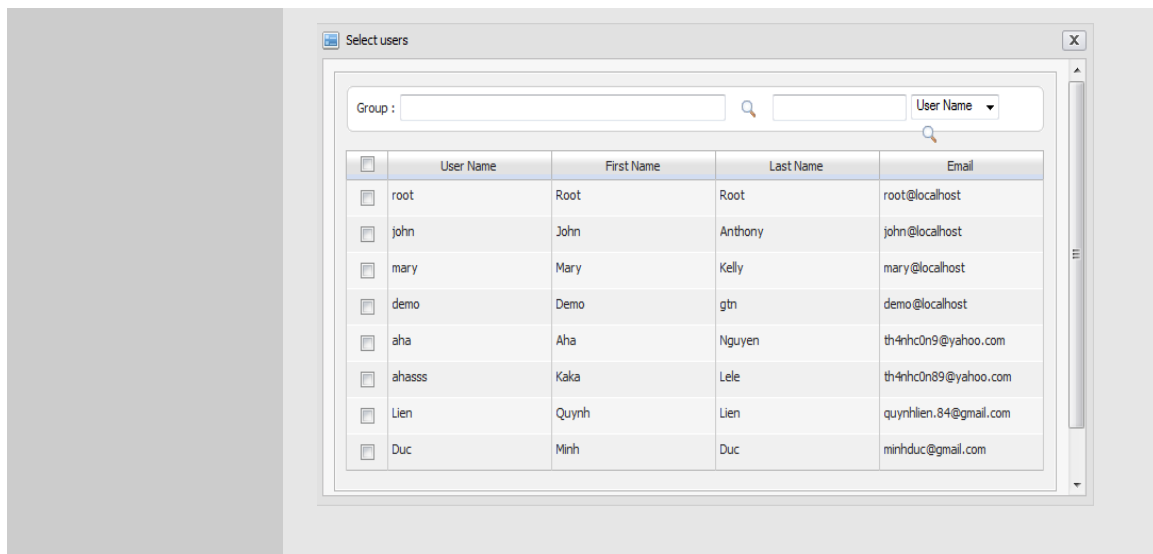 Select users X
Group : User Name
User Name First Name Last Name Email
root Root Root root@localhost
john John Anthony john@localhost
mary Mary Kelly mary@localhost
demo Demo gtn demo@localhost
aha Aha Nguyen th4nhc0n9@yahoo.com
ahasss Kaka Lele th4nhc0n89@yahoo.com
Lien Quynh Lien quynhlien.84@gmail.com
Duc Minh Duc minhduc@gmail.com